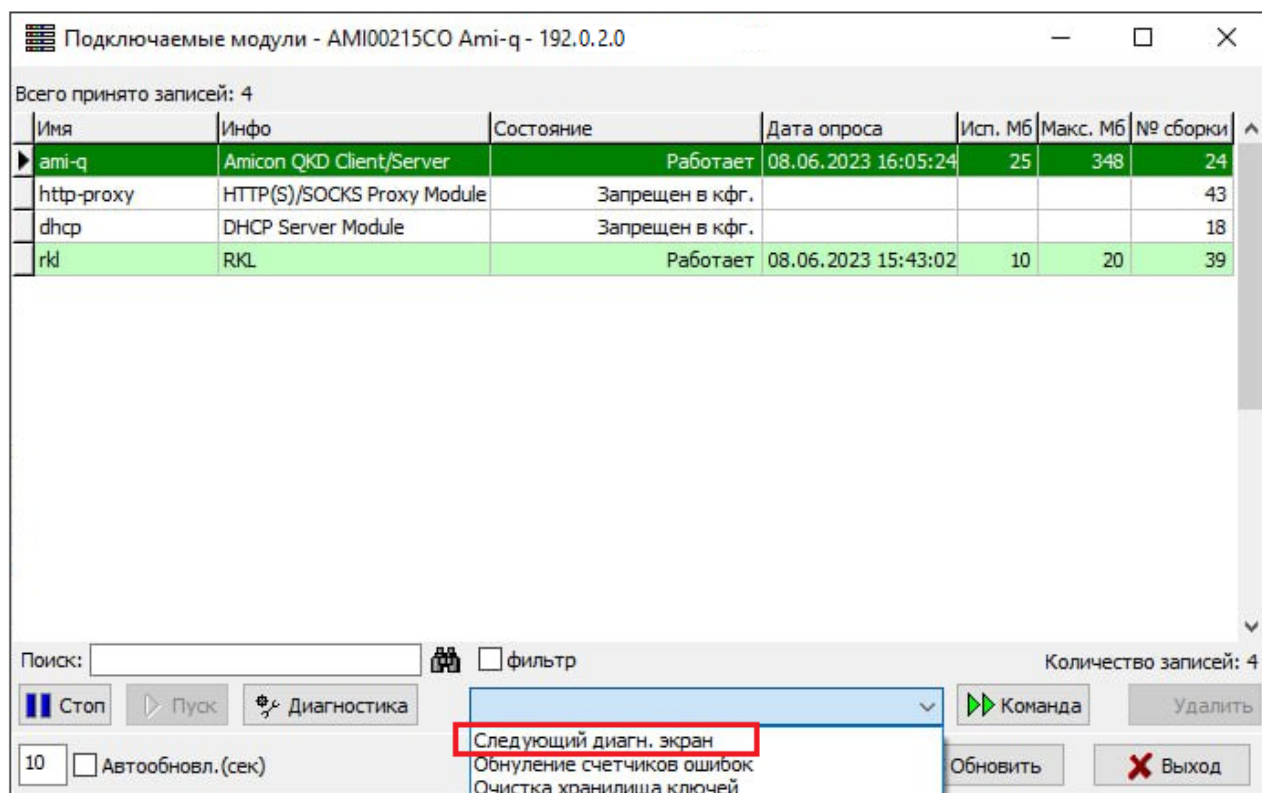 Подключаемые модули - AMI00215CO Ami-q - 192.0.2.0
Всего принято записей: 4
Имя Инфо Состояние Дата опроса Исп. Мб Макс. Мб № сборки
ami-q Amicon QKD Client/Server Работает 08.06.2023 16:05:24 25 348 24
http-proxy HTTP(S)/SOCKS Proxy Module Запрещен в кфг. 43
dhcp DHCP Server Module Запрещен в кфг. 18
rkl RKL Работает 08.06.2023 15:43:02 10 20 39
Поиск: фильтр Количество записей: 4
Стоп Пуск Диагностика Команда Удалить
Следующий диагн. экран
10 Автообновл.(сек) Обнуление счетчиков ошибок Обновить Выход
Очистка хранилища ключей